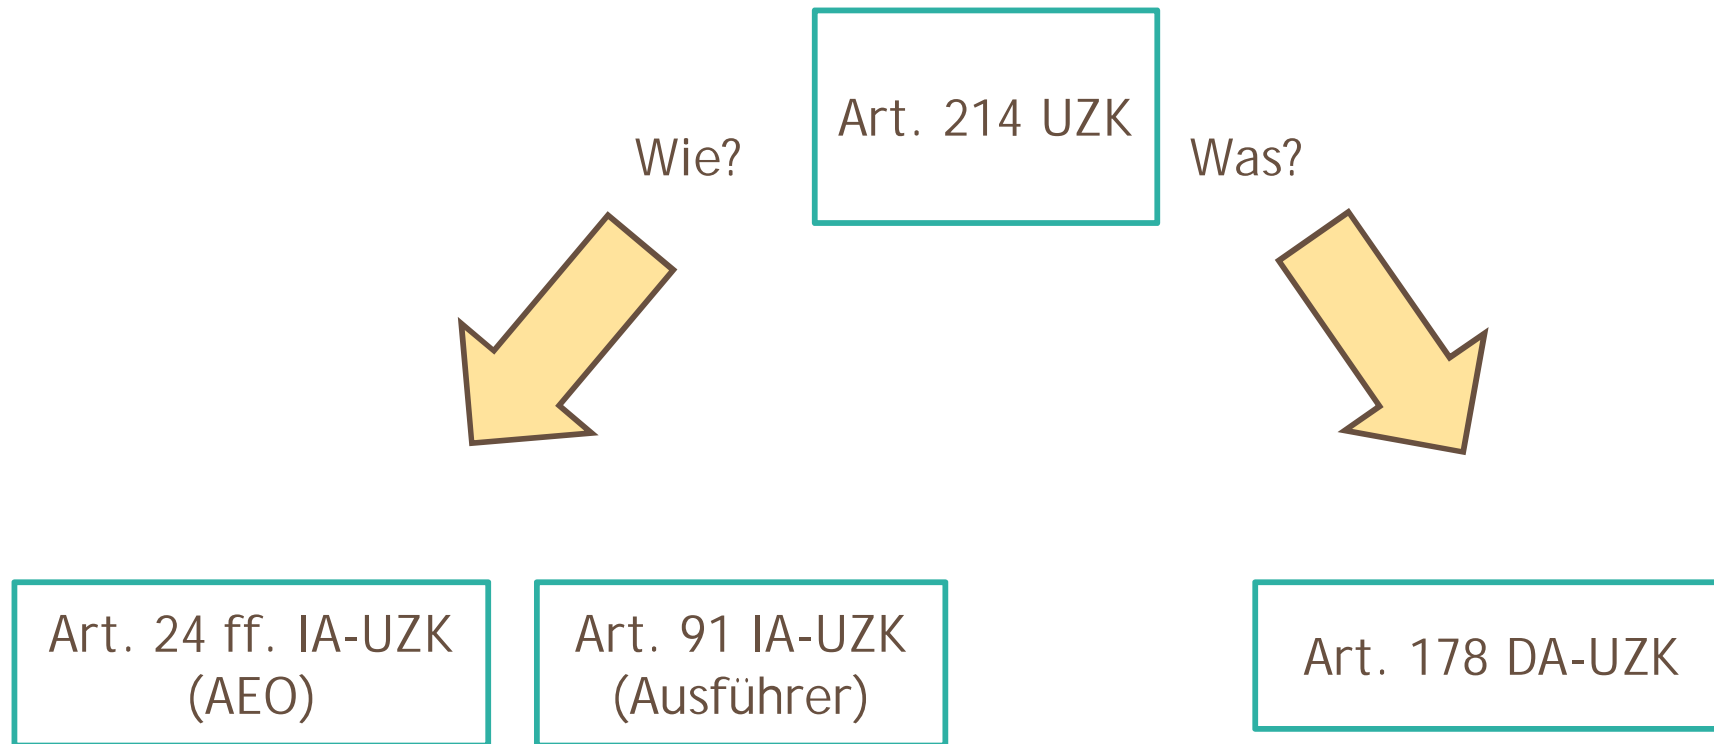 Art. 214 UZK
Wie?
Was?
Art. 24 ff. IA-UZK
(AEO)
Art. 91 IA-UZK
(Ausführer)
Art. 178 DA-UZK